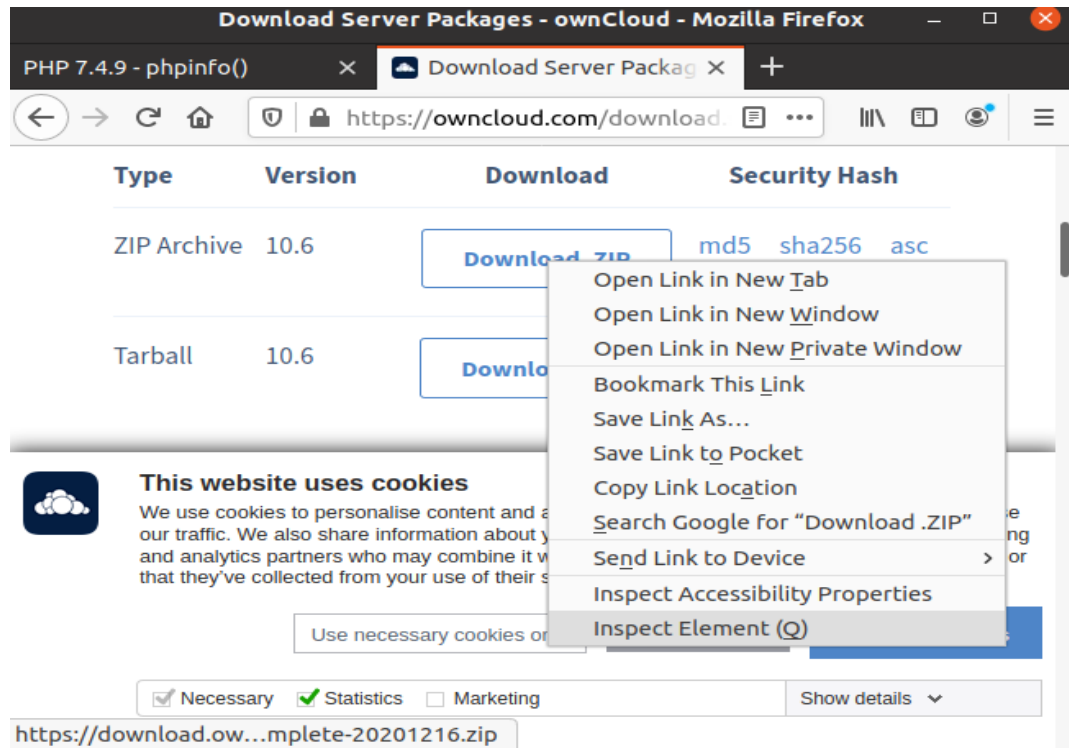 Download Server Packages - ownCloud - Mozilla Firefox
PHP 7.4.9 - phpinfo()
Download Server Packag
https://owncloud.com/download
Type Version Download Security Hash
ZIP Archive 10.6 Download .ZIP md5 sha256 asc
Tarball 10.6 Downlo
Open Link in New Tab
Open Link in New Window
Open Link in New Private Window
Bookmark This Link
Save Link As...
Save Link to Pocket
Copy Link Location
Search Google for “Download .ZIP”
Send Link to Device
Inspect Accessibility Properties
Inspect Element (Q)
This website uses cookies
We use cookies to personalise content and a
our traffic. We also share information about y
and analytics partners who may combine it w
that they've collected from your use of their s
Use necessary cookies on
Necessary Statistics Marketing Show details
https://download.ow...mplete-20201216.zip